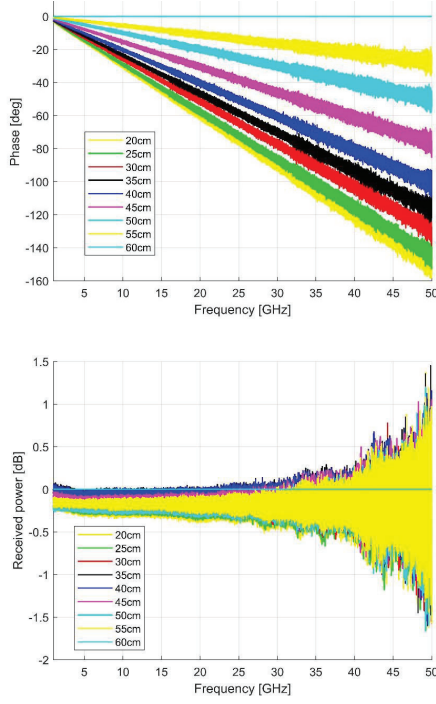 0
-20
-40
-60
-80
-100
-120
-140
-160
Phase [deg]
20cm
25cm
30cm
35cm
40cm
45cm
50cm
55cm
60cm
5 10 15 20 25 30 35 40 45 50
Frequency [GHz]
1.5
1
0.5
0
-0.5
-1
-1.5
-2
Received power [dB]
20cm
25cm
30cm
35cm
40cm
45cm
50cm
55cm
60cm
5 10 15 20 25 30 35 40 45 50
Frequency [GHz]